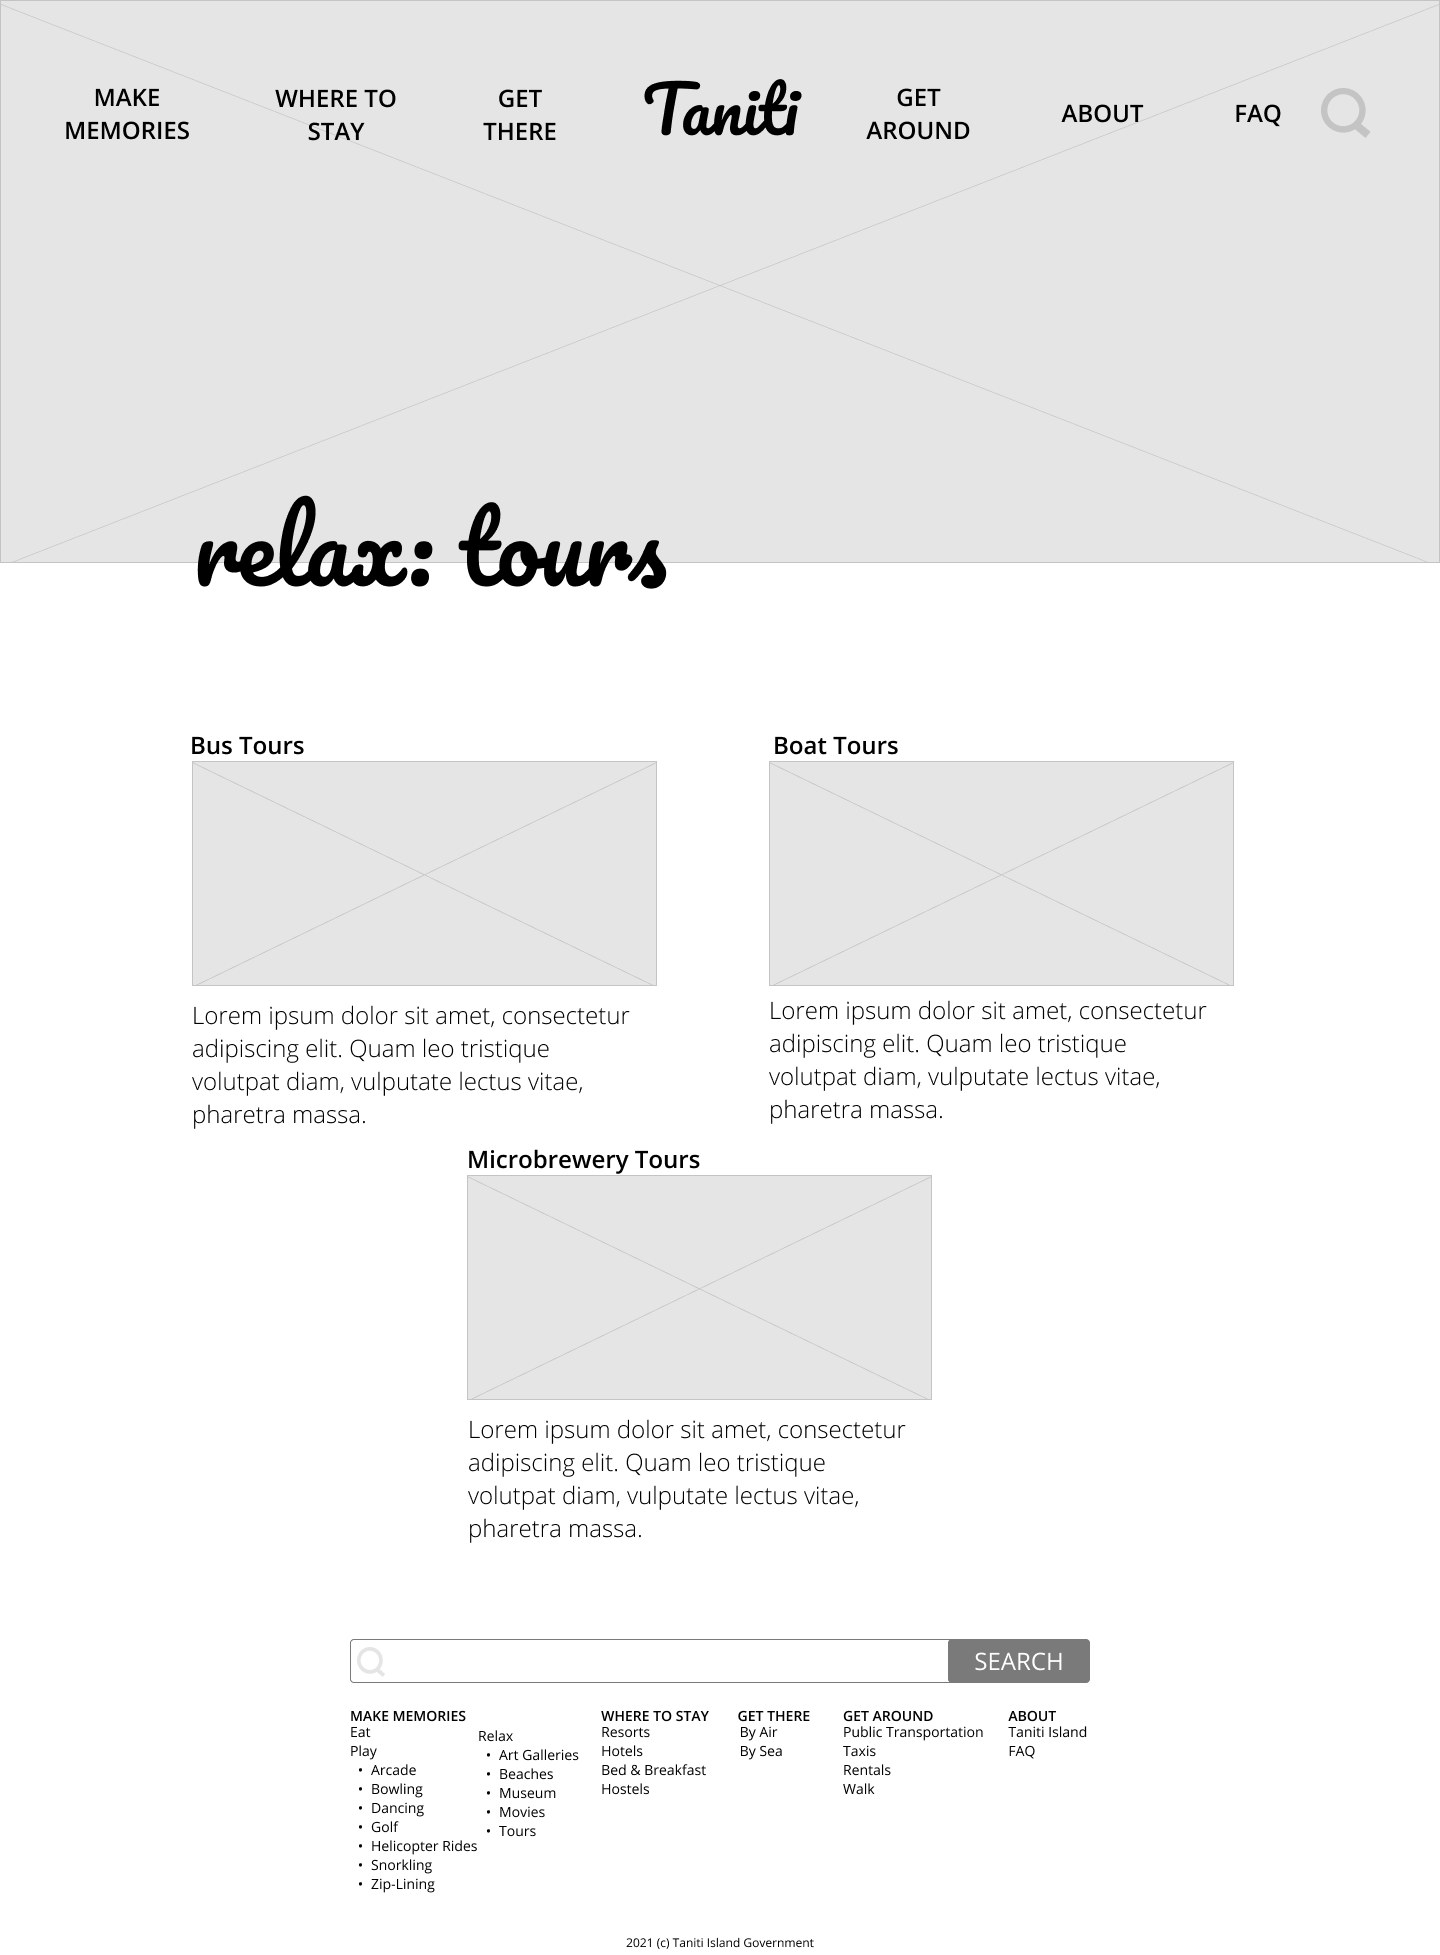 MAKE
MEMORIES
WHERE TO
STAY
GET
THERE
Taniti
GET
AROUND
ABOUT
FAQ
relax: tours
Bus Tours
Lorem ipsum dolor sit amet, consectetur
adipiscing elit. Quam leo tristique
volutpat diam, vulputate lectus vitae,
pharetra massa.
Boat Tours
Lorem ipsum dolor sit amet, consectetur
adipiscing elit. Quam leo tristique
volutpat diam, vulputate lectus vitae,
pharetra massa.
Microbrewery Tours
Lorem ipsum dolor sit amet, consectetur
adipiscing elit. Quam leo tristique
volutpat diam, vulputate lectus vitae,
pharetra massa.
SEARCH
MAKE MEMORIES
Eat
Play
• Arcade
• Bowling
• Dancing
• Golf
• Helicopter Rides
• Snorkling
• Zip-Lining
Relax
• Art Galleries
• Beaches
• Museum
• Movies
• Tours
WHERE TO STAY
Resorts
Hotels
Bed & Breakfast
Hostels
GET THERE
By Air
By Sea
GET AROUND
Public Transportation
Taxis
Rentals
Walk
ABOUT
Taniti Island
FAQ
2021 (c) Taniti Island Government